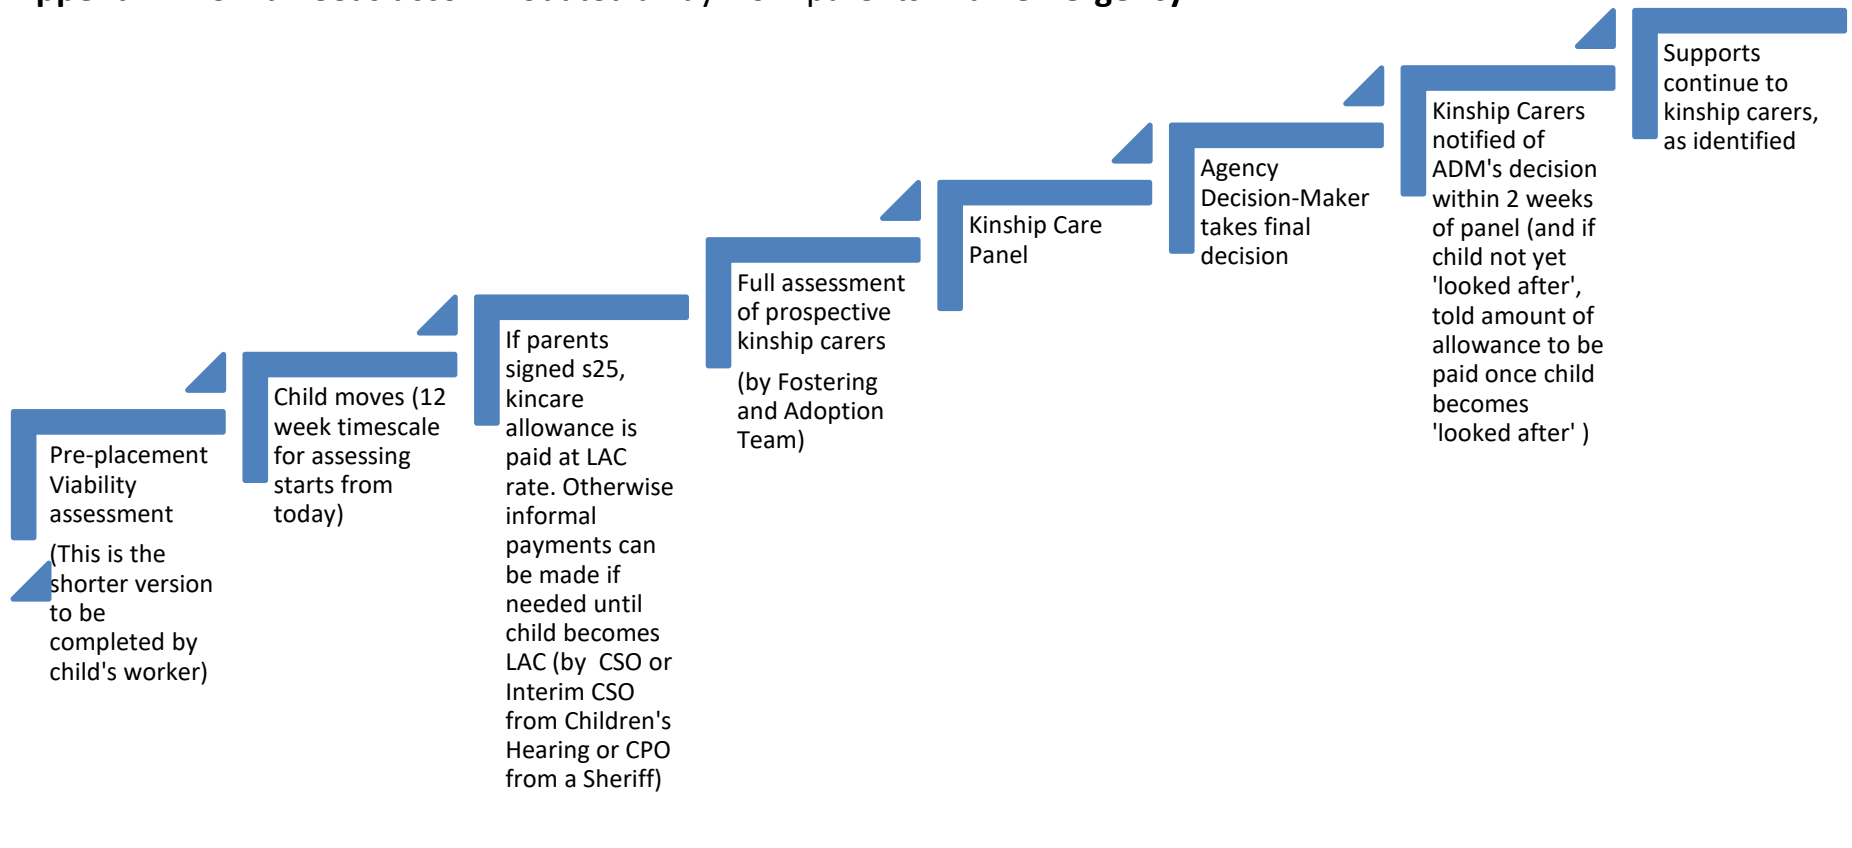 Pre-placement
Viability
assessment
(This is the
shorter version
to be
completed by
child's worker)
Child moves (12
week timescale
for assessing
starts from
today)
If parents
signed s25,
kincare
allowance is
paid at LAC
rate. Otherwise
informal
payments can
be made if
needed until
child becomes
LAC (by  CSO or
Interim CSO
from Children's
Hearing or CPO
from a Sheriff)
Full assessment
of prospective
kinship carers
(by Fostering
and Adoption
Team)
Kinship Care
Panel
Agency
Decision-Maker
takes final
decision
Kinship Carers
notified of
ADM's decision
within 2 weeks
of panel (and if
child not yet
'looked after',
told amount of
allowance to be
paid once child
becomes
'looked after' )
Supports
continue to
kinship carers,
as identified